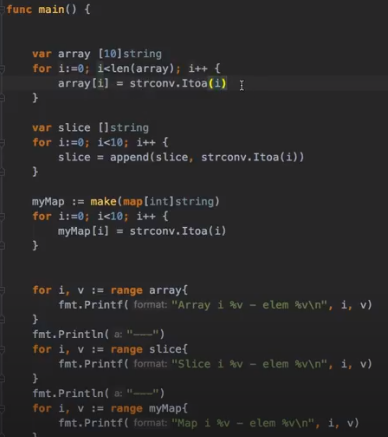 func main() {
var array [10]string
for i:=0; i<len(array); i++ {
array[i] = strconv.Itoa(i)
}
var slice []string
for i:=0; i<10; i++ {
slice = append(slice, strconv.Itoa(i))
}
myMap := make(map[int]string)
for i:=0; i<10; i++ {
myMap[i] = strconv.Itoa(i)
}
for i, v := range array{
fmt.Printf( format: "Array i %v - elem %v\n", i, v)
}
fmt.Println( a: "---")
for i, v := range slice{
fmt.Printf( format: "Slice i %v - elem %v\n", i, v)
}
fmt.Println( a: "---")
for i, v := range myMap{
fmt.Printf( format: "Map i %v - elem %v\n", i, v)